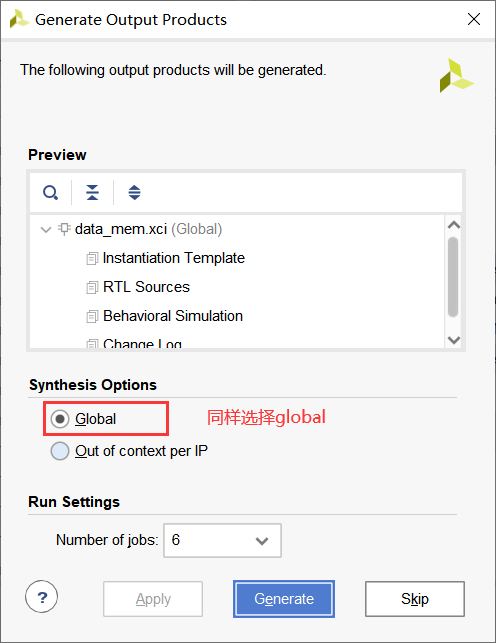 Generate Output Products
The following output products will be generated.
Preview
data_mem.xci (Global)
Instantiation Template
RTL Sources
Behavioral Simulation
Change Log
Synthesis Options
Global
同样选择global
Out of context per IP
Run Settings
Number of jobs: 6
? Apply Generate Skip